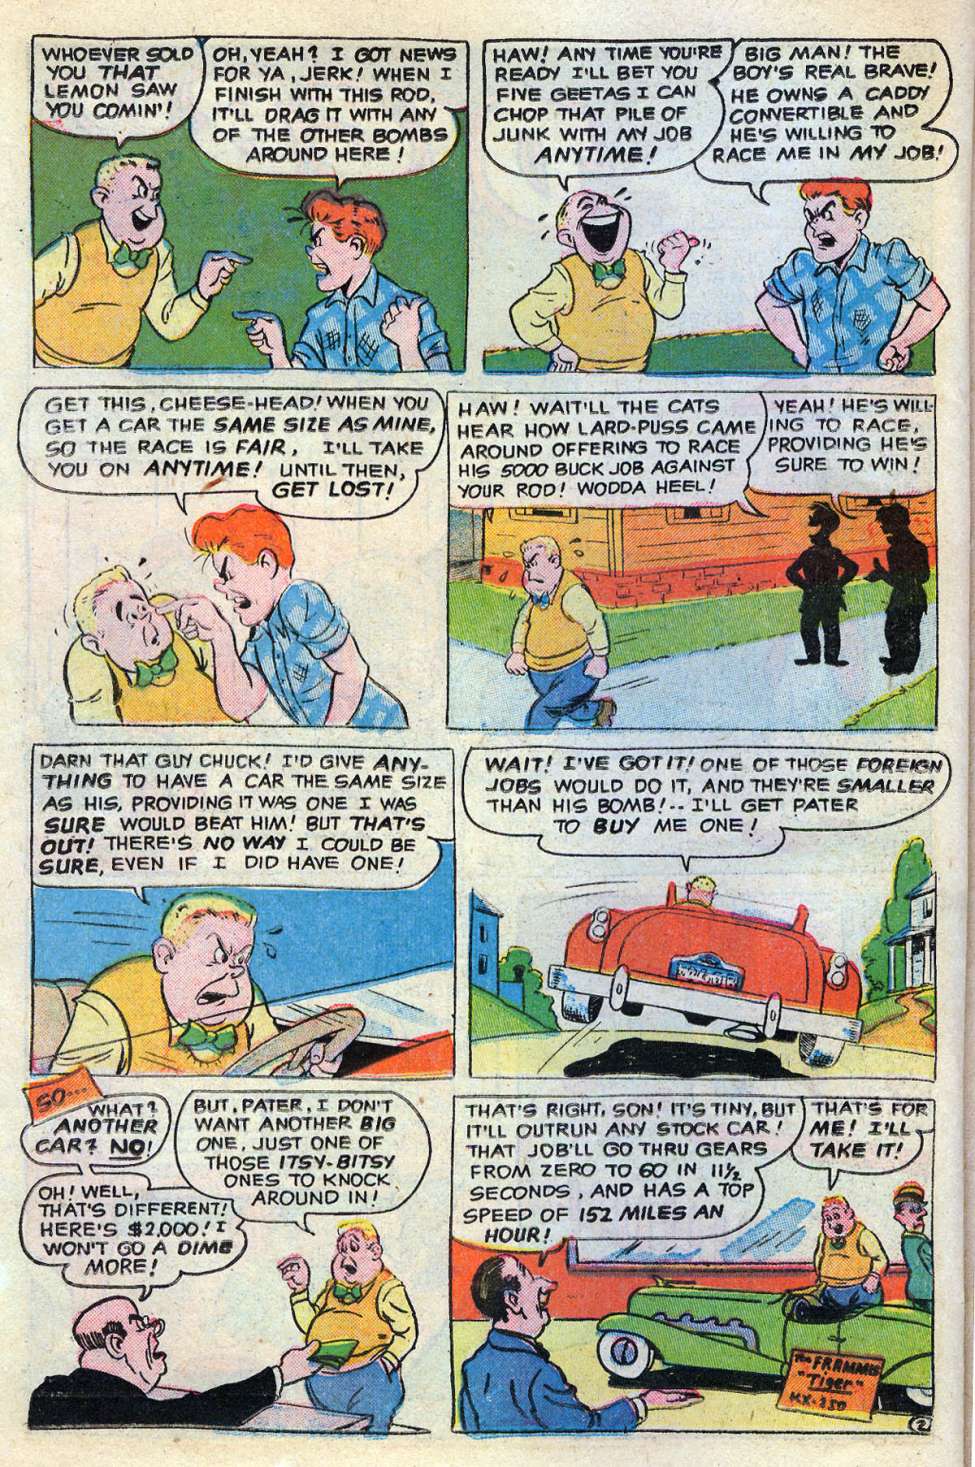 WHOEVER SOLD
YOU THAT
LEMON SAW
YOU COMIN'!
OH, YEAH? I GOT NEWS
FOR YA, JERK! WHEN I
FINISH WITH THIS ROD,
IT'LL DRAG IT WITH ANY
OF THE OTHER BOMBS
AROUND HERE!
HAW! ANY TIME YOU'RE
READY I'LL BET YOU
FIVE GEETAS I CAN
CHOP THAT PILE OF
JUNK WITH MY JOB
ANYTIME!
BIG MAN! THE
BOY'S REAL BRAVE!
HE OWNS A CADDY
CONVERTIBLE AND
HE'S WILLING TO
RACE ME IN MY JOB!
GET THIS, CHEESE-HEAD! WHEN YOU
GET A CAR THE SAME SIZE AS MINE,
SO THE RACE IS FAIR, I'LL TAKE
YOU ON ANYTIME! UNTIL THEN,
GET LOST!
HAW! WAIT'LL THE CATS
HEAR HOW LARD-PUSS CAME
AROUND OFFERING TO RACE
HIS 5000 BUCK JOB AGAINST
YOUR ROD! WODDA HEEL!
YEAH! HE'S WILL-
ING TO RACE,
PROVIDING HE'S
SURE TO WIN!
DARN THAT GUY CHUCK! I'D GIVE ANY-
THING TO HAVE A CAR THE SAME SIZE
AS HIS, PROVIDING IT WAS ONE I WAS
SURE WOULD BEAT HIM! BUT THAT'S
OUT! THERE'S NO WAY I COULD BE
SURE, EVEN IF I DID HAVE ONE!
WAIT! I'VE GOT IT! ONE OF THOSE FOREIGN
JOBS WOULD DO IT, AND THEY'RE SMALLER
THAN HIS BOMB!-- I'LL GET PATER
TO BUY ME ONE!
SO...
WHAT?
ANOTHER
CAR? NO!
BUT, PATER, I DON'T
WANT ANOTHER BIG
ONE, JUST ONE OF
THOSE ITSY-BITSY
ONES TO KNOCK
AROUND IN!
OH! WELL,
THAT'S DIFFERENT!
HERE'S $2,000! I
WON'T GO A DIME
MORE!
THAT'S RIGHT, SON! IT'S TINY, BUT
IT'LL OUTRUN ANY STOCK CAR!
THAT JOB'LL GO THRU GEARS
FROM ZERO TO 60 IN 11½
SECONDS, AND HAS A TOP
SPEED OF 152 MILES AN
HOUR!
THAT'S FOR
ME! I'LL
TAKE IT!
"Tiger"
KX-250
2